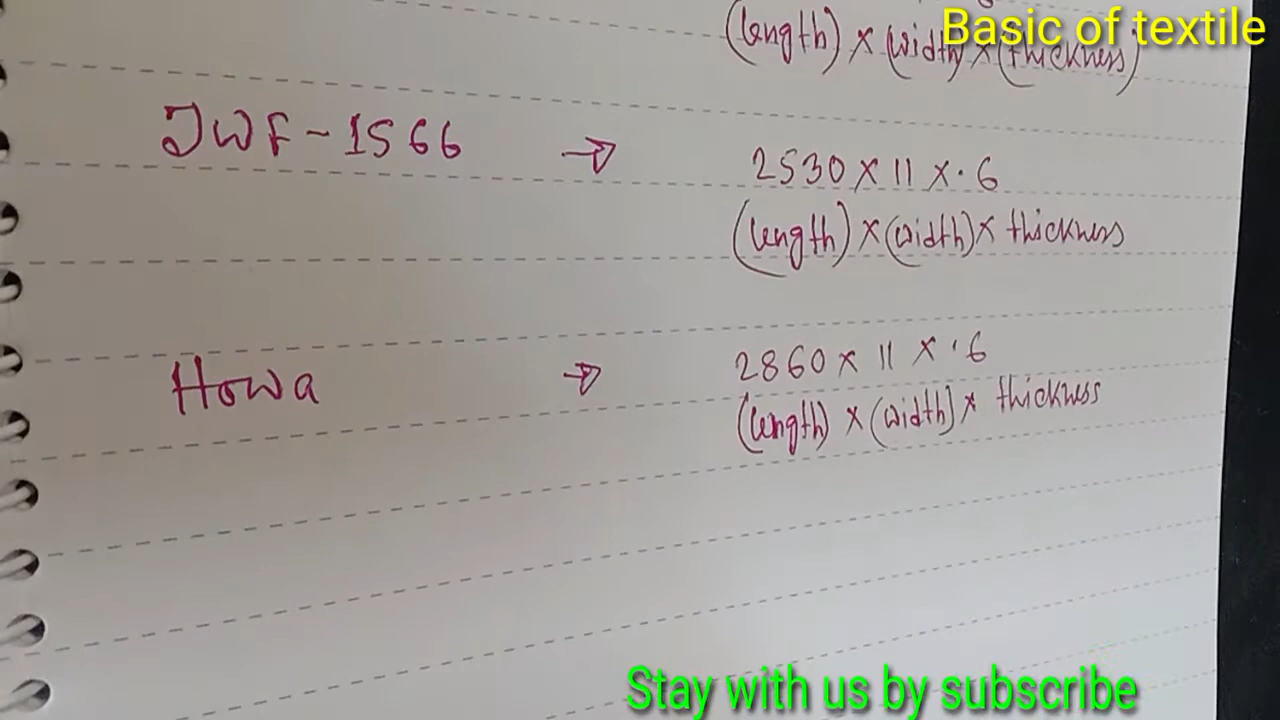 Basic of textile
(length) × (width) × (thickness)
JWF-1566 → 2530 × 11 × .6
(length) × (width) × thickness
Howa → 2860 × 11 × .6
(length) × (width) × thickness
Stay with us by subscribe